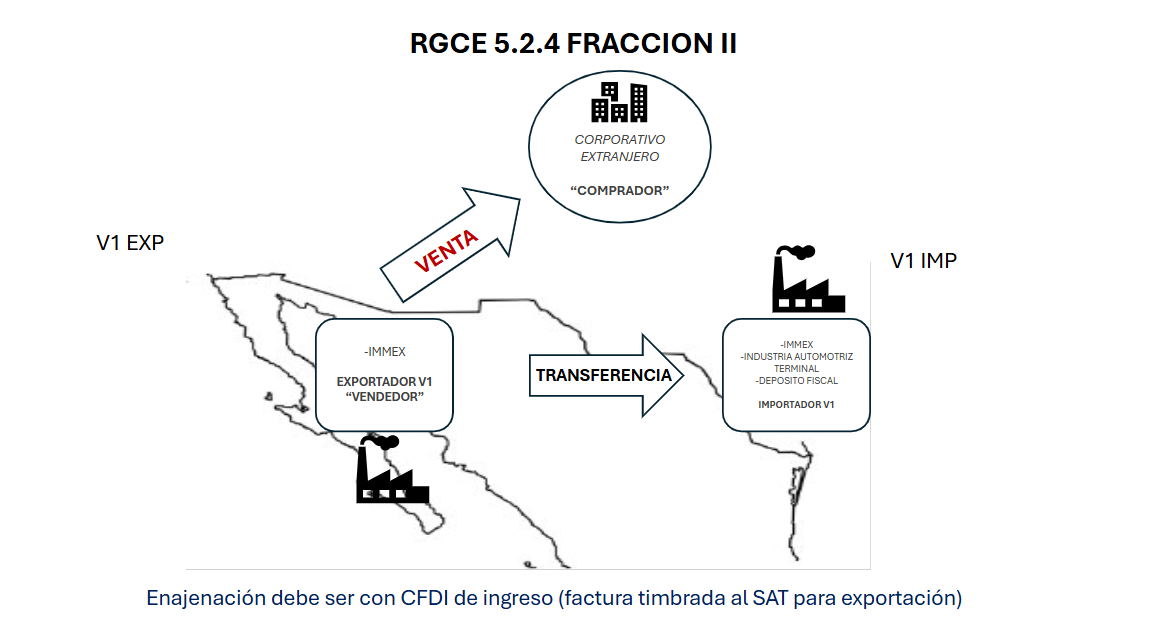 RGCE 5.2.4 FRACCION II
CORPORATIVO
EXTRANJERO
“COMPRADOR”
VENTA
V1 EXP
V1 IMP
-IMMEX
EXPORTADOR V1
“VENDEDOR”
TRANSFERENCIA
-IMMEX
-INDUSTRIA AUTOMOTRIZ
TERMINAL
-DEPOSITO FISCAL
IMPORTADOR V1
Enajenación debe ser con CFDI de ingreso (factura timbrada al SAT para exportación)